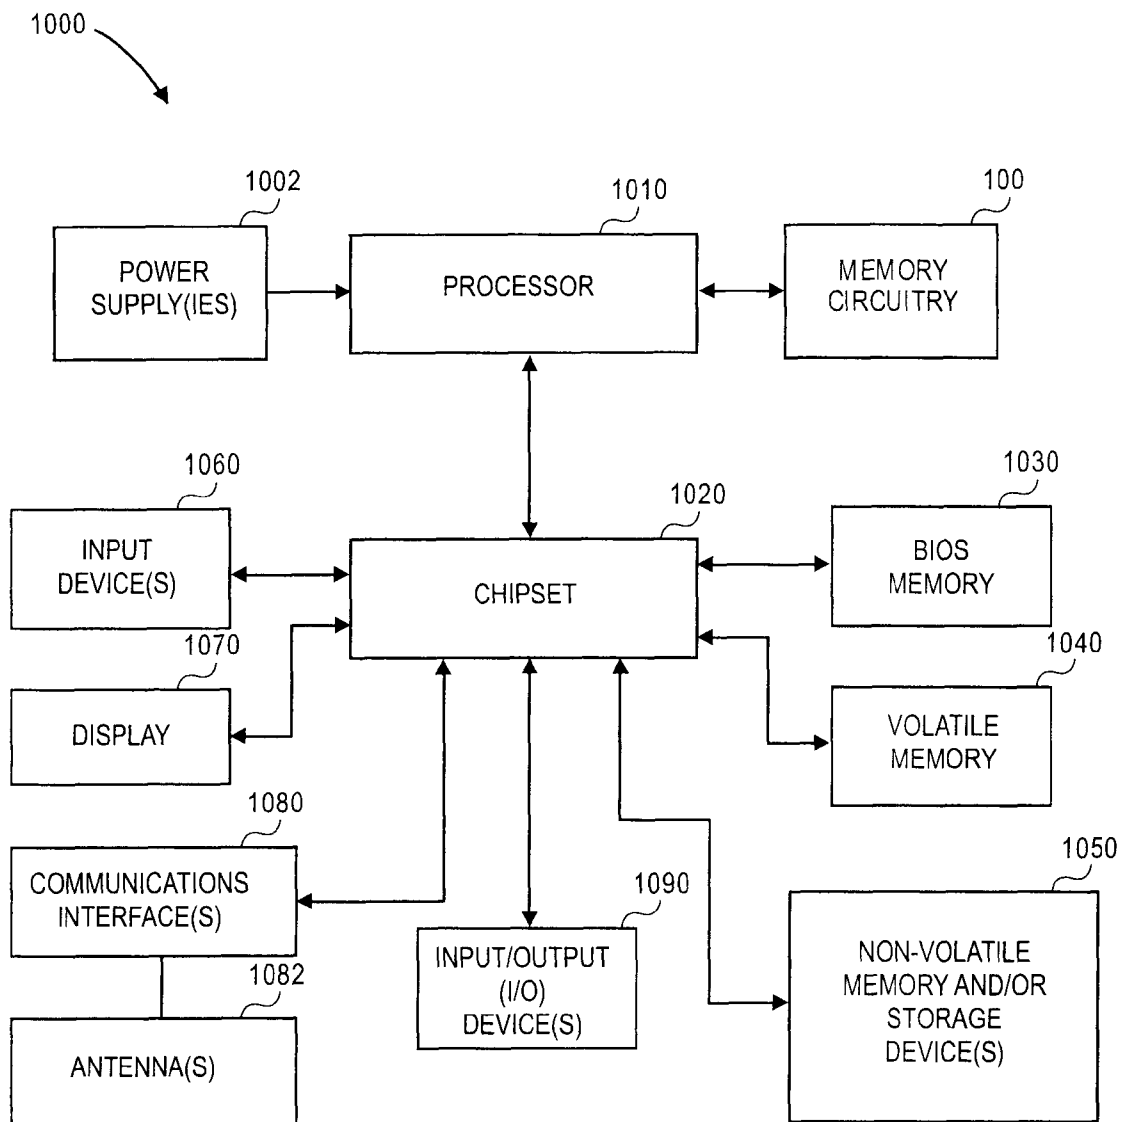 1000
1002
POWER
SUPPLY(IES)
1010
PROCESSOR
100
MEMORY
CIRCUITRY
1060
INPUT
DEVICE(S)
1020
CHIPSET
1030
BIOS
MEMORY
1070
DISPLAY
1040
VOLATILE
MEMORY
1080
COMMUNICATIONS
INTERFACE(S)
1090
INPUT/OUTPUT
(I/O)
DEVICE(S)
1050
NON-VOLATILE
MEMORY AND/OR
STORAGE
DEVICE(S)
1082
ANTENNA(S)